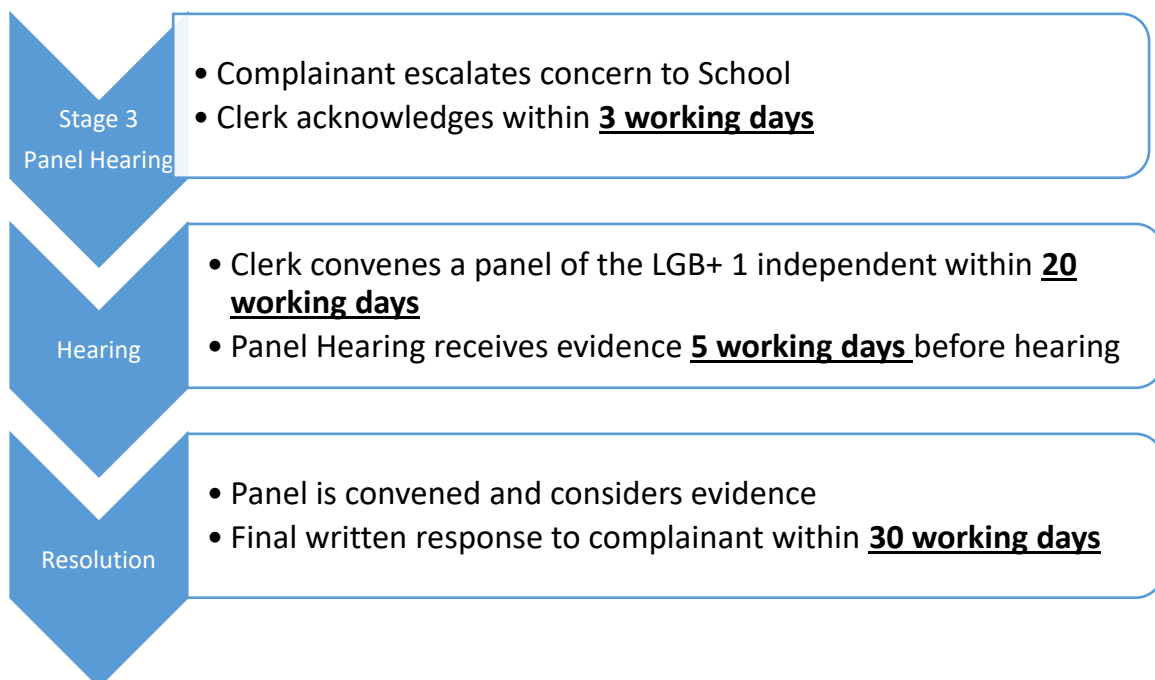 Stage 3
Panel Hearing
• Complainant escalates concern to School
• Clerk acknowledges within 3 working days
Hearing
• Clerk convenes a panel of the LGB+ 1 independent within 20
working days
• Panel Hearing receives evidence 5 working days before hearing
Resolution
• Panel is convened and considers evidence
• Final written response to complainant within 30 working days